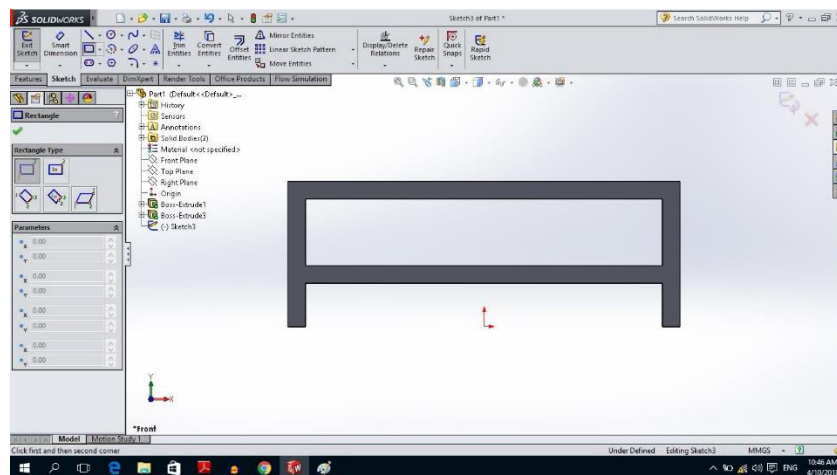 SOLIDWORKS
Sketch3 of Part1 *
Search SolidWorks Help
Exit Sketch
Smart Dimension
Trim Entities
Convert Entities
Offset Entities
Mirror Entities
Linear Sketch Pattern
Move Entities
Display/Delete Relations
Repair Sketch
Quick Snaps
Rapid Sketch
Features Sketch Evaluate DimXpert Render Tools Office Products Flow Simulation
Rectangle
Rectangle Type
Parameters
0.00
0.00
0.00
0.00
0.00
0.00
0.00
0.00
Part1 (Default<<Default>_...
History
Sensors
Annotations
Solid Bodies(2)
Material <not specified>
Front Plane
Top Plane
Right Plane
Origin
Boss-Extrude1
Boss-Extrude3
(-) Sketch3
Y
X
*Front
Model Motion Study 1
Click first and then second corner
Under Defined Editing Sketch3 MMGS
ENG
10:46 AM